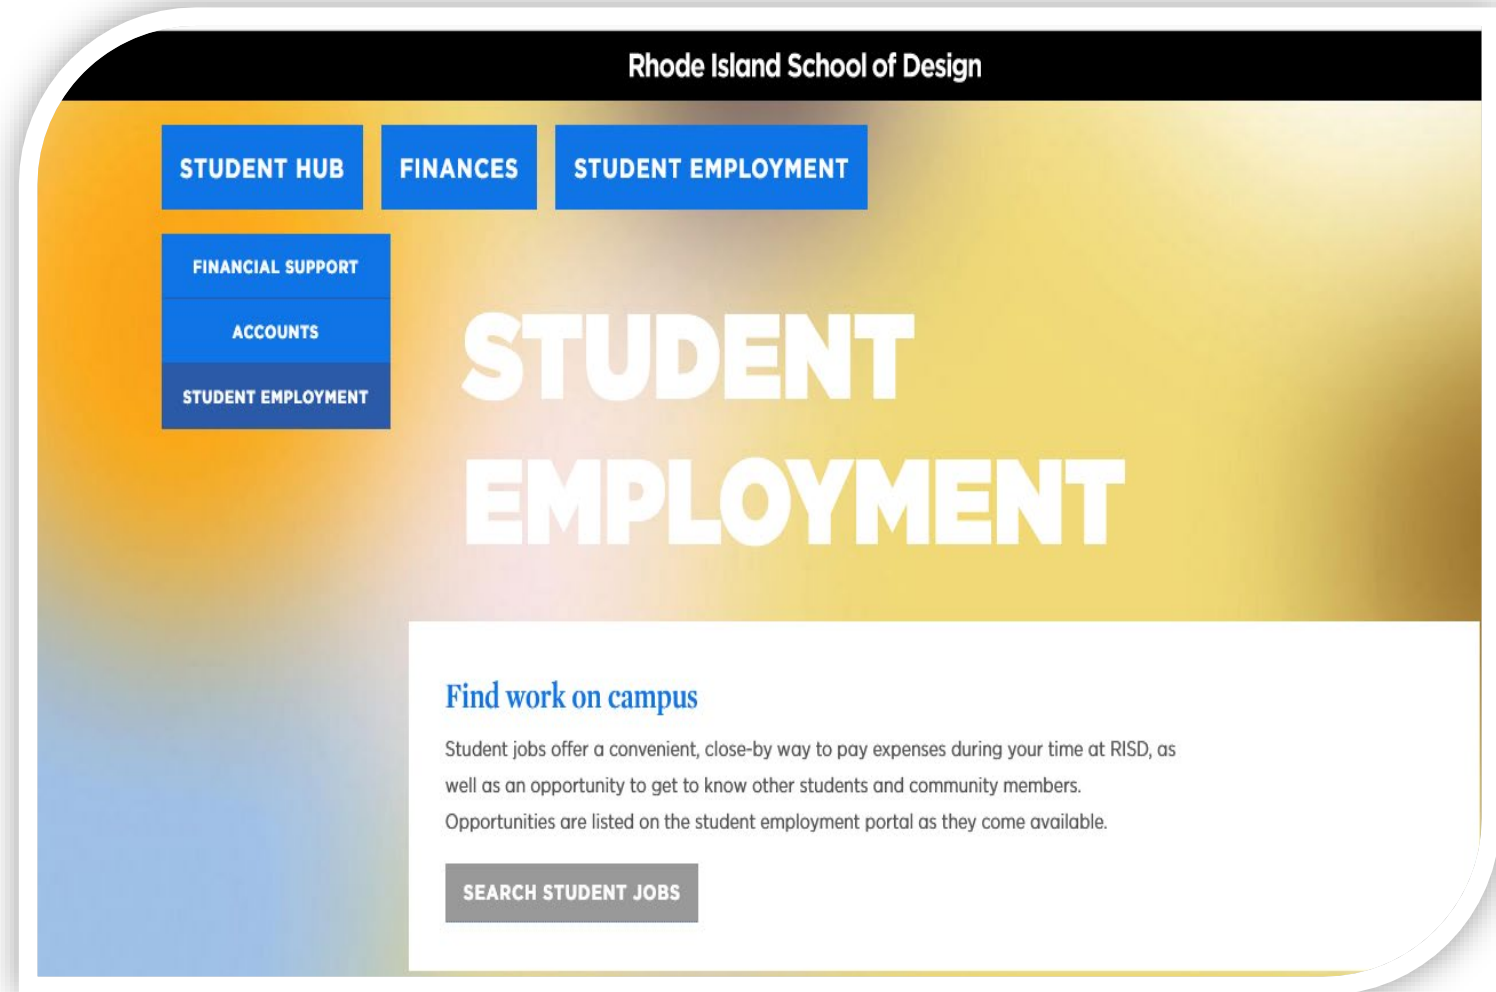 Rhode Island School of Design
STUDENT HUB
FINANCES
STUDENT EMPLOYMENT
FINANCIAL SUPPORT
ACCOUNTS
STUDENT EMPLOYMENT
STUDENT
EMPLOYMENT
Find work on campus
Student jobs offer a convenient, close-by way to pay expenses during your time at RISD, as
well as an opportunity to get to know other students and community members.
Opportunities are listed on the student employment portal as they come available.
SEARCH STUDENT JOBS